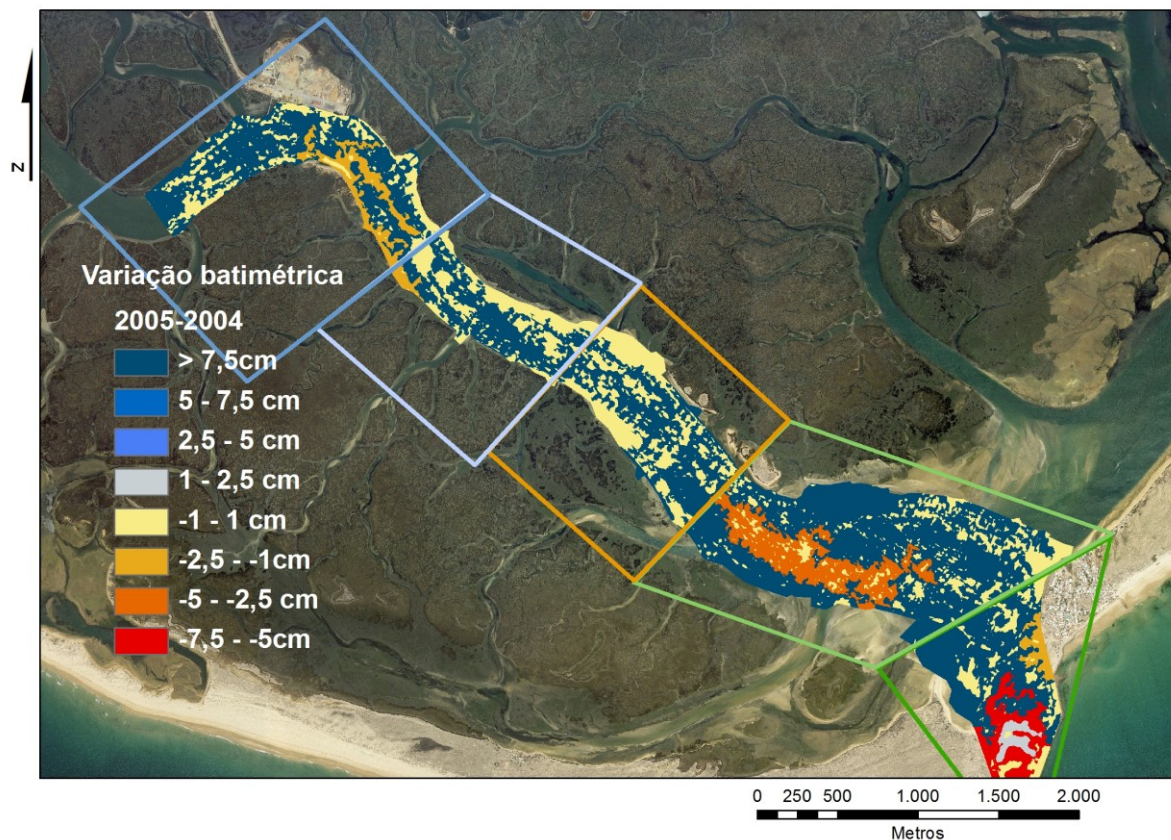 N
Variação batimétrica
2005-2004
> 7,5cm
5 - 7,5 cm
2,5 - 5 cm
1 - 2,5 cm
-1 - 1 cm
-2,5 - -1cm
-5 - -2,5 cm
-7,5 - -5cm
0 250 500 1.000 1.500 2.000
Metros